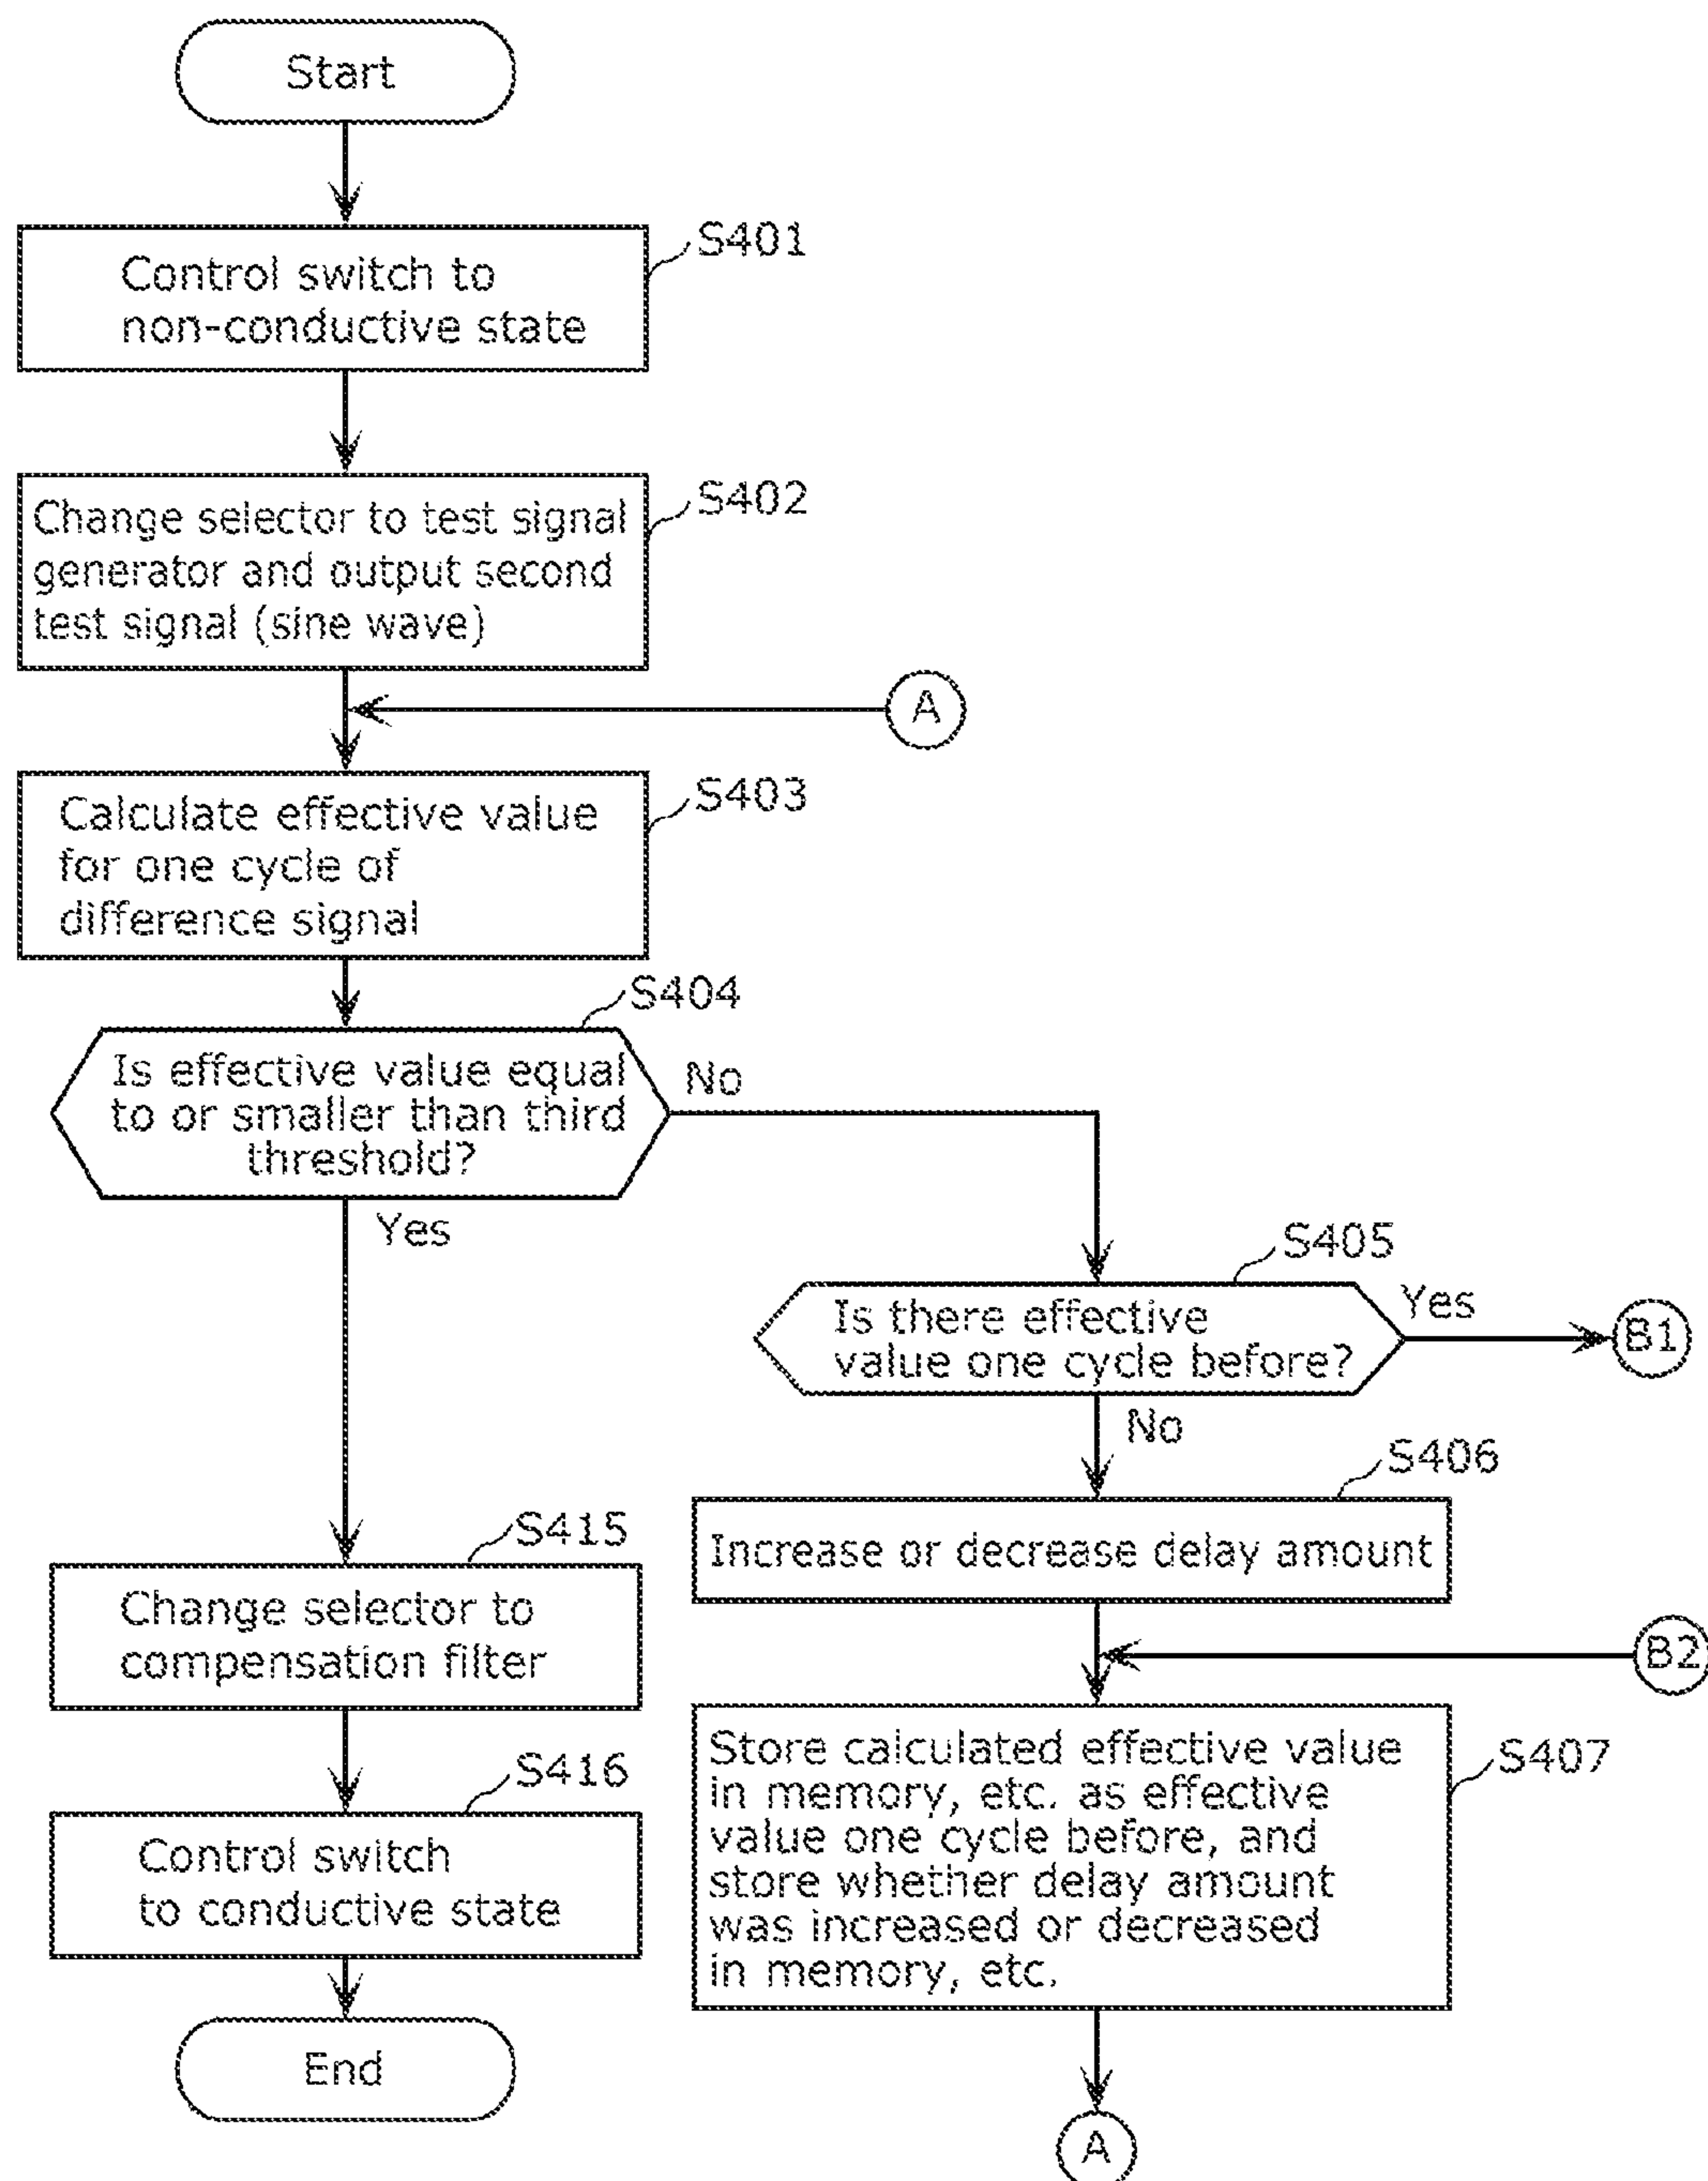 Start
S401
Control switch to
non-conductive state
S402
Change selector to test signal
generator and output second
test signal (sine wave)
A
S403
Calculate effective value
for one cycle of
difference signal
S404
Is effective value equal
to or smaller than third
threshold?
No
Yes
S405
Is there effective
value one cycle before?
Yes
B1
No
S406
Increase or decrease delay amount
B2
S407
Store calculated effective value
in memory, etc. as effective
value one cycle before, and
store whether delay amount
was increased or decreased
in memory, etc.
A
S415
Change selector to
compensation filter
S416
Control switch
to conductive state
End